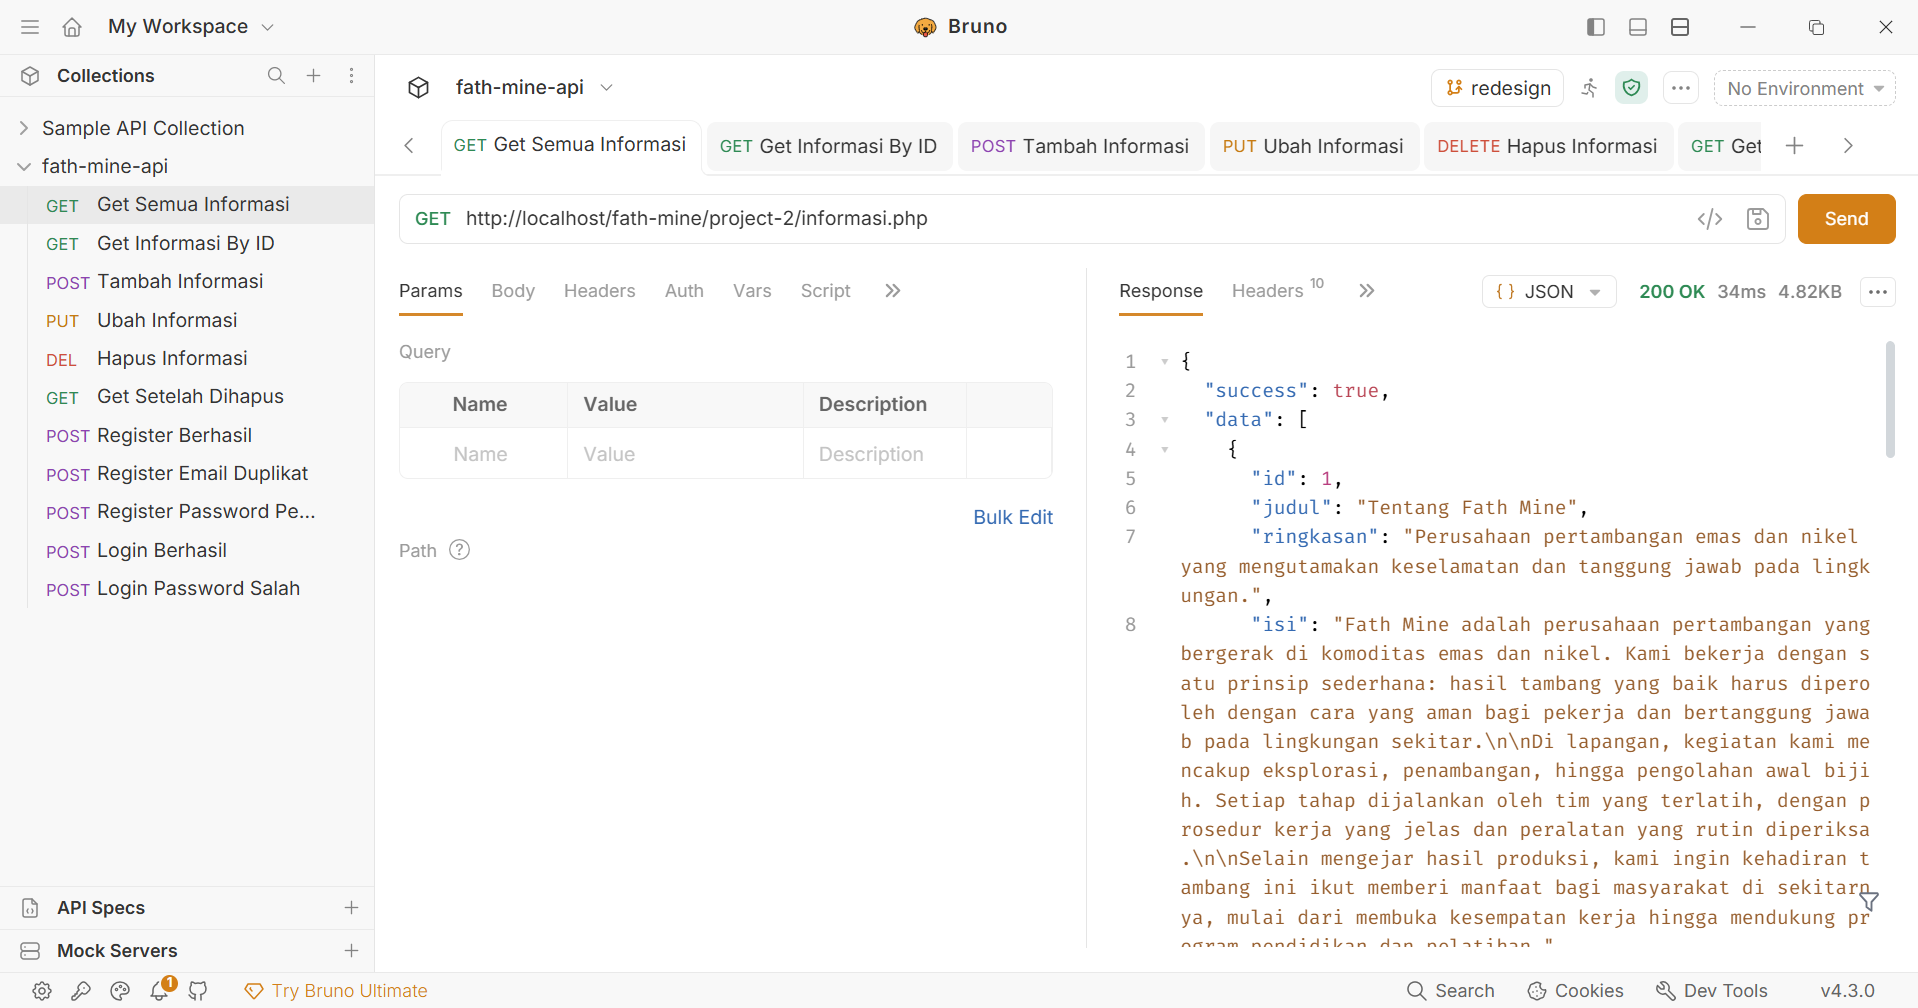 My Workspace
Bruno
Collections
Sample API Collection
fath-mine-api
GET Get Semua Informasi
GET Get Informasi By ID
POST Tambah Informasi
PUT Ubah Informasi
DEL Hapus Informasi
GET Get Setelah Dihapus
POST Register Berhasil
POST Register Email Duplikat
POST Register Password Pe...
POST Login Berhasil
POST Login Password Salah
API Specs
Mock Servers
fath-mine-api
redesign
No Environment
GET Get Semua Informasi
GET Get Informasi By ID
POST Tambah Informasi
PUT Ubah Informasi
DELETE Hapus Informasi
GET Get
GET http://localhost/fath-mine/project-2/informasi.php
Send
Params Body Headers Auth Vars Script
Query
Name Value Description
Name Value Description
Bulk Edit
Path ?
Response Headers 10
{ } JSON
200 OK 34ms 4.82KB
1 {
2 "success": true,
3 "data": [
4 {
5 "id": 1,
6 "judul": "Tentang Fath Mine",
7 "ringkasan": "Perusahaan pertambangan emas dan nikel
yang mengutamakan keselamatan dan tanggung jawab pada lingk
ungan.",
8 "isi": "Fath Mine adalah perusahaan pertambangan yang
bergerak di komoditas emas dan nikel. Kami bekerja dengan s
atu prinsip sederhana: hasil tambang yang baik harus dipero
leh dengan cara yang aman bagi pekerja dan bertanggung jawa
b pada lingkungan sekitar.\n\nDi lapangan, kegiatan kami me
ncakup eksplorasi, penambangan, hingga pengolahan awal biji
h. Setiap tahap dijalankan oleh tim yang terlatih, dengan p
rosedur kerja yang jelas dan peralatan yang rutin diperiksa
.\n\nSelain mengejar hasil produksi, kami ingin kehadiran t
ambang ini ikut memberi manfaat bagi masyarakat di sekitarn
ya, mulai dari membuka kesempatan kerja hingga mendukung pr
ogram pendidikan dan pelatihan."
1
Try Bruno Ultimate
Search
Cookies
Dev Tools
v4.3.0